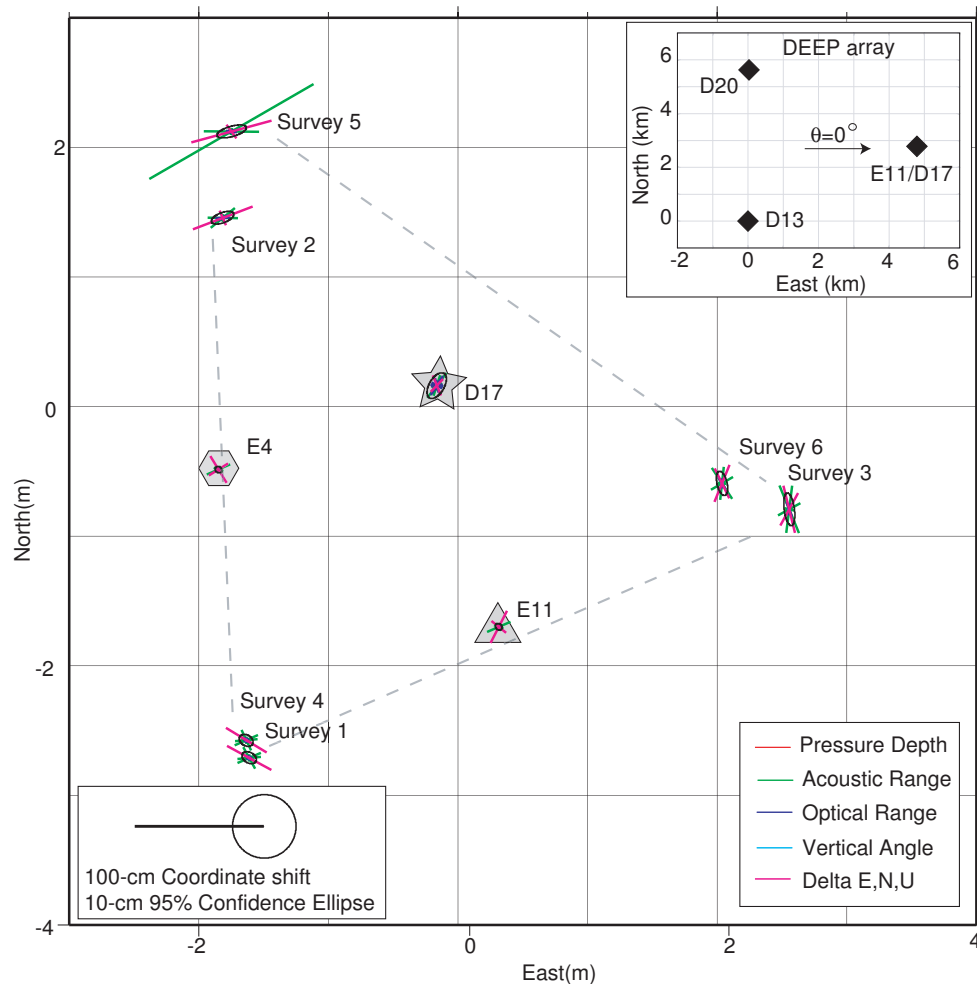 DEEP array
6
4
2
0
North (km)
D20
θ=0°
E11/D17
D13
-2
0
2
4
6
East (km)
Survey 5
Survey 2
2
0
-2
-4
North(m)
D17
E4
Survey 6
Survey 3
E11
Survey 4
Survey 1
100-cm Coordinate shift
10-cm 95% Confidence Ellipse
Pressure Depth
Acoustic Range
Optical Range
Vertical Angle
Delta E,N,U
-2
0
2
4
East(m)